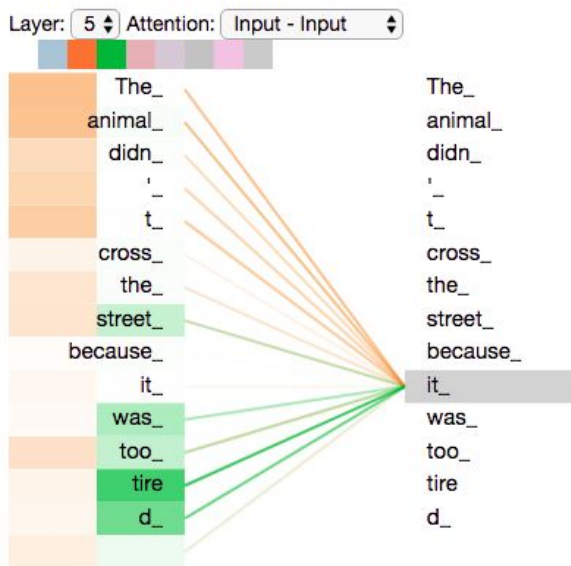 Layer: 5 Attention: Input - Input
The_ The_
animal_ animal_
didn_ didn_
'_ '_
t_ t_
cross_ cross_
the_ the_
street_ street_
because_ because_
it_ it_
was_ was_
too_ too_
tire tire
d_ d_